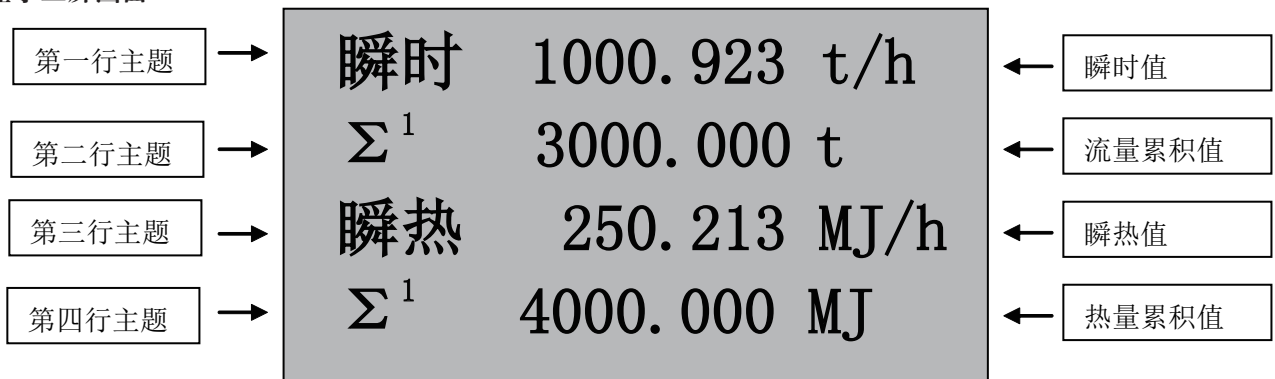 第一行主题 瞬时 1000.923 t/h 瞬时值
第二行主题 Σ¹ 3000.000 t 流量累积值
第三行主题 瞬热 250.213 MJ/h 瞬热值
第四行主题 Σ¹ 4000.000 MJ 热量累积值